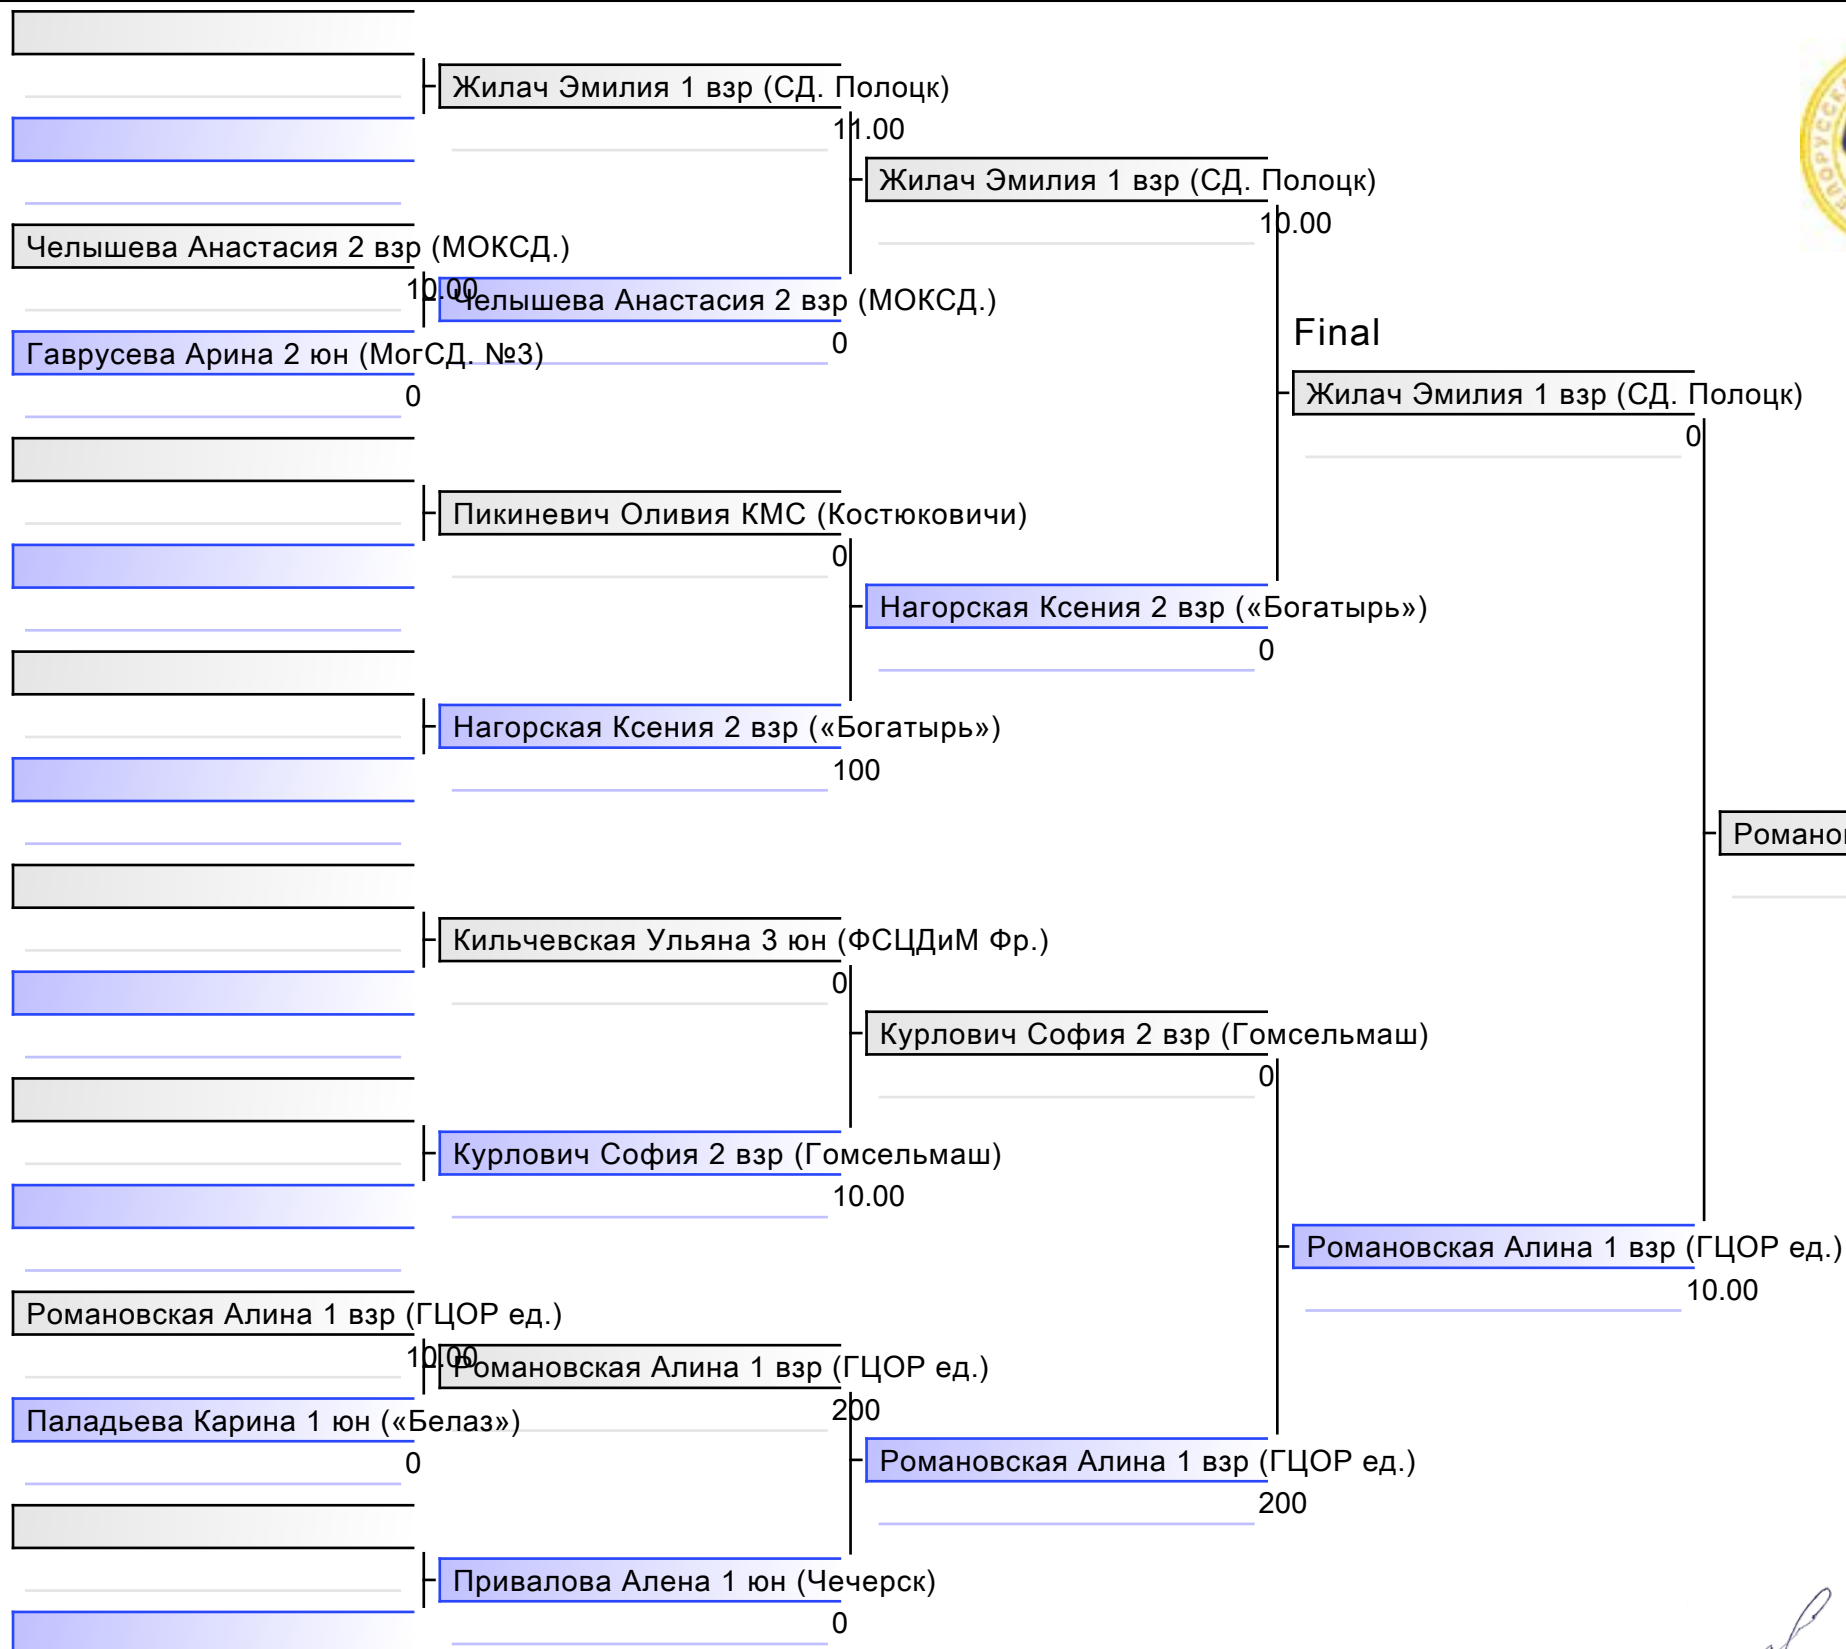 Жилач Эмилия 1 взр (СД. Полоцк)
11.00
Жилач Эмилия 1 взр (СД. Полоцк)
10.00
Челышева Анастасия 2 взр (МОКСД.)
10.00
Челышева Анастасия 2 взр (МОКСД.)
0
Final
Гаврусева Арина 2 юн (МогСД. №3)
0
Жилач Эмилия 1 взр (СД. Полоцк)
0
Пикиневич Оливия КМС (Костюковичи)
0
Нагорская Ксения 2 взр («Богатырь»)
0
Нагорская Ксения 2 взр («Богатырь»)
100
Кильчевская Ульяна 3 юн (ФСЦДиМ Фр.)
0
Курлович София 2 взр (Гомсельмаш)
0
Курлович София 2 взр (Гомсельмаш)
10.00
Романовская Алина 1 взр (ГЦОР ед.)
10.00
Романовская Алина 1 взр (ГЦОР ед.)
10.00
Романовская Алина 1 взр (ГЦОР ед.)
200
Паладьева Карина 1 юн («Белаз»)
0
Романовская Алина 1 взр (ГЦОР ед.)
200
Привалова Алена 1 юн (Чечерск)
0